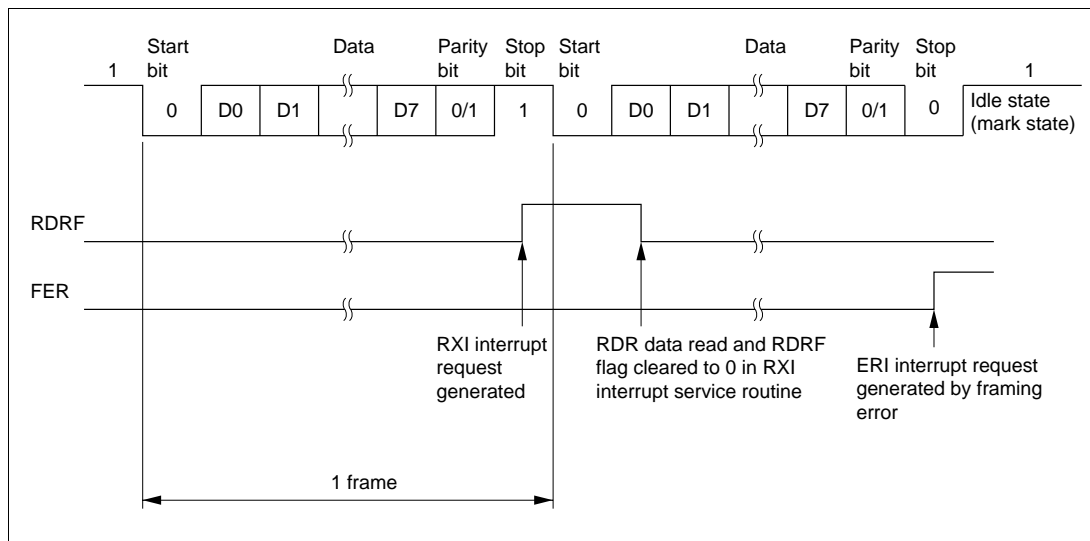 Start bit
Data
Parity bit
Stop bit
Start bit
Data
Parity bit
Stop bit
1
1
0
D0
D1
D7
0/1
1
0
D0
D1
D7
0/1
0
Idle state
(mark state)
RDRF
FER
RXI interrupt
request
generated
RDR data read and RDRF
flag cleared to 0 in RXI
interrupt service routine
ERI interrupt request
generated by framing
error
1 frame